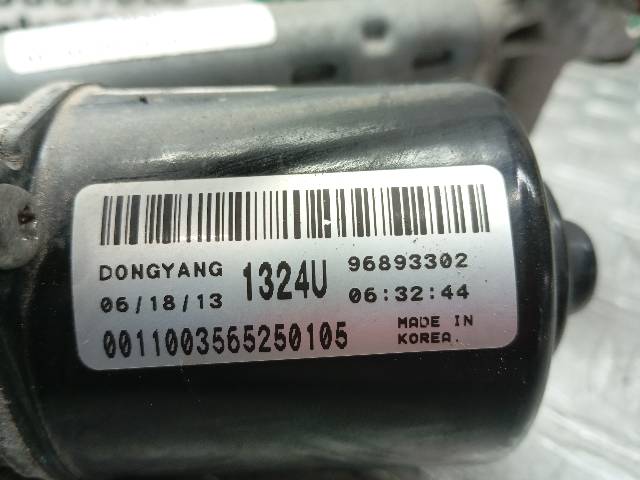 DONGYANG 1324U 96893302
06/18/13 06:32:44
0011003565250105 MADE IN
KOREA.